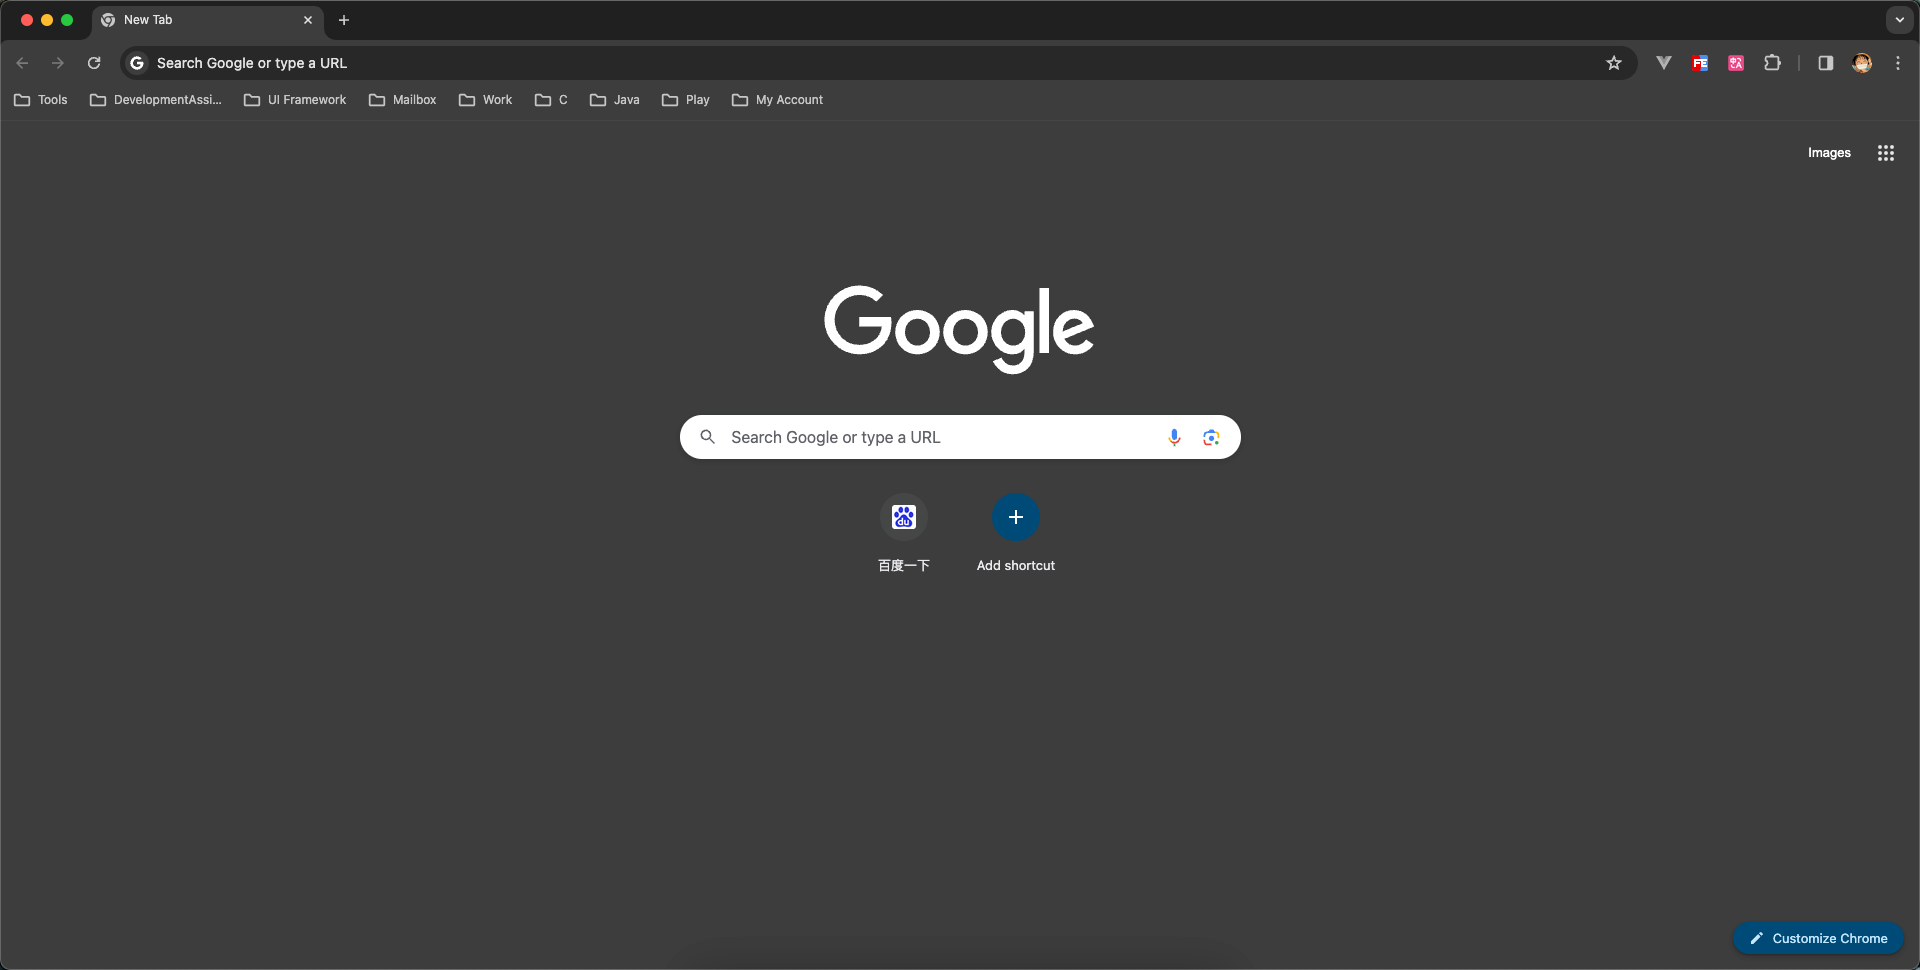 New Tab
Search Google or type a URL
Tools DevelopmentAssi... UI Framework Mailbox Work C Java Play My Account
Images
Google
Search Google or type a URL
du
百度一下 Add shortcut
Customize Chrome